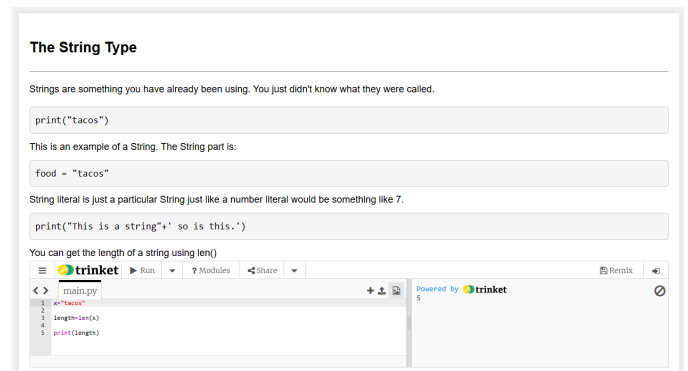 The String Type
Strings are something you have already been using. You just didn't know what they were called.
print("tacos")
This is an example of a String. The String part is:
food = "tacos"
String literal is just a particular String just like a number literal would be something like 7.
print("This is a string"+' so is this.')
You can get the length of a string using len()
trinket Run ? Modules Share Remix
main.py
Powered by trinket
5
1 x="tacos"
2
3 length=len(x)
4
5 print(length)